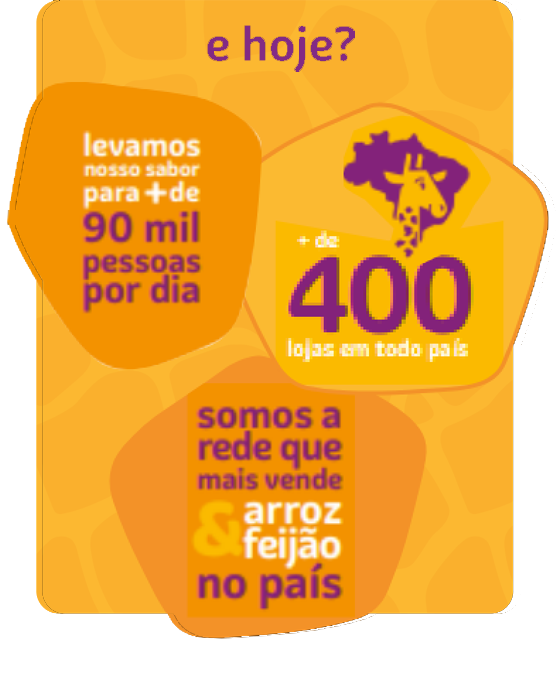 e hoje?
levamos
nosso sabor
para + de
90 mil
pessoas
por dia
+ de
400
lojas em todo país
somos a
rede que
mais vende
& arroz
feijão
no país